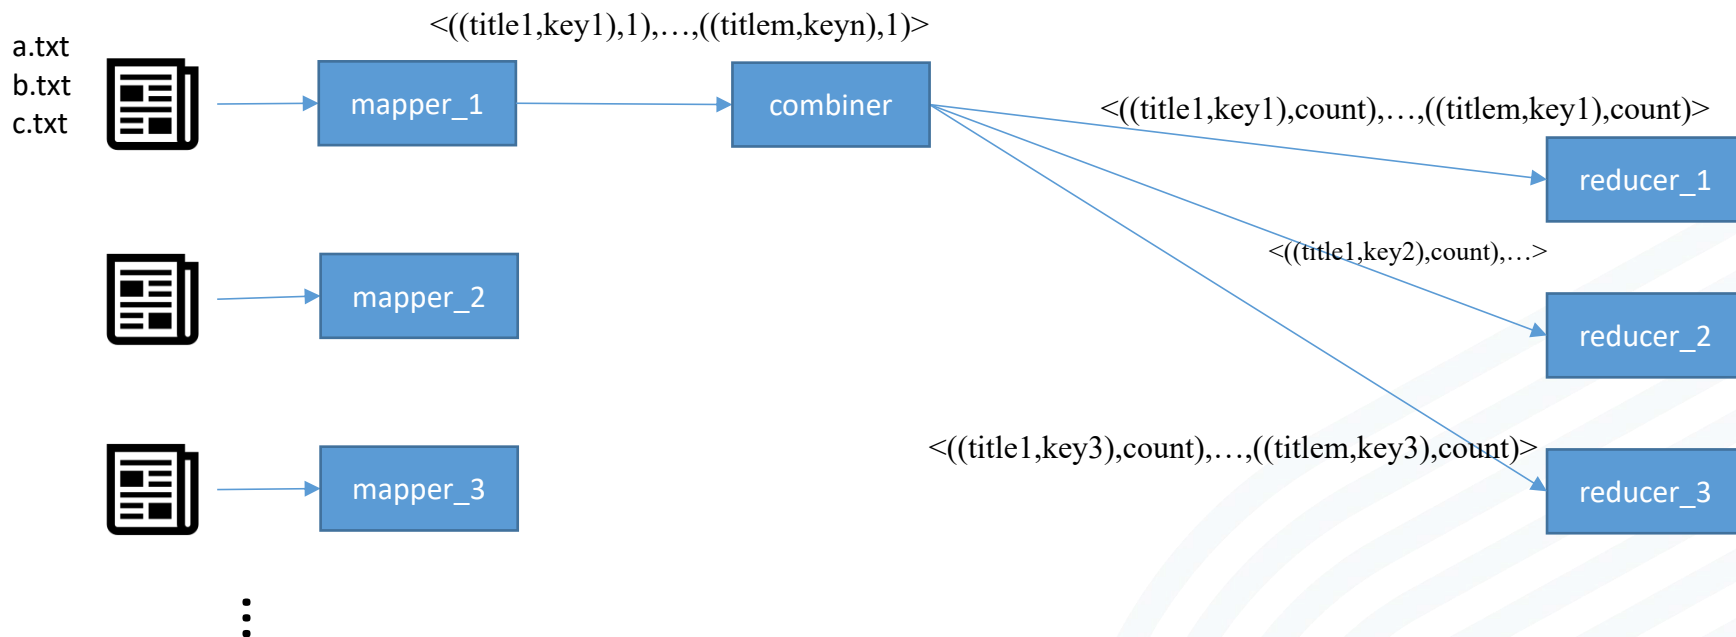 <((title1,key1),1),…,((titlem,keyn),1)>
a.txt
b.txt
c.txt
mapper_1
combiner
<((title1,key1),count),…,((titlem,key1),count)>
reducer_1
<((title1,key2),count),…>
mapper_2
reducer_2
<((title1,key3),count),…,((titlem,key3),count)>
mapper_3
reducer_3